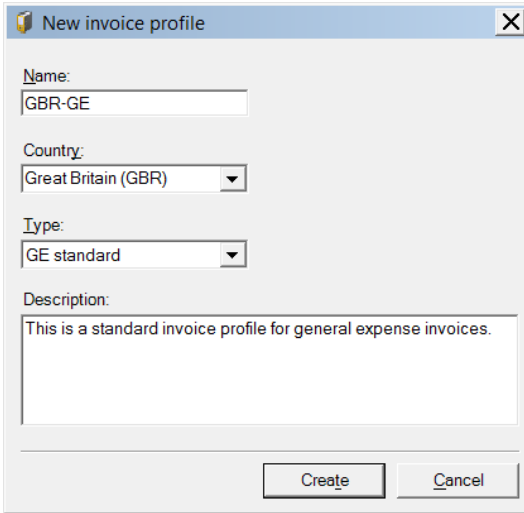 New invoice profile
Name:
GBR-GE
Country:
Great Britain (GBR)
Type:
GE standard
Description:
This is a standard invoice profile for general expense invoices.
Create
Cancel